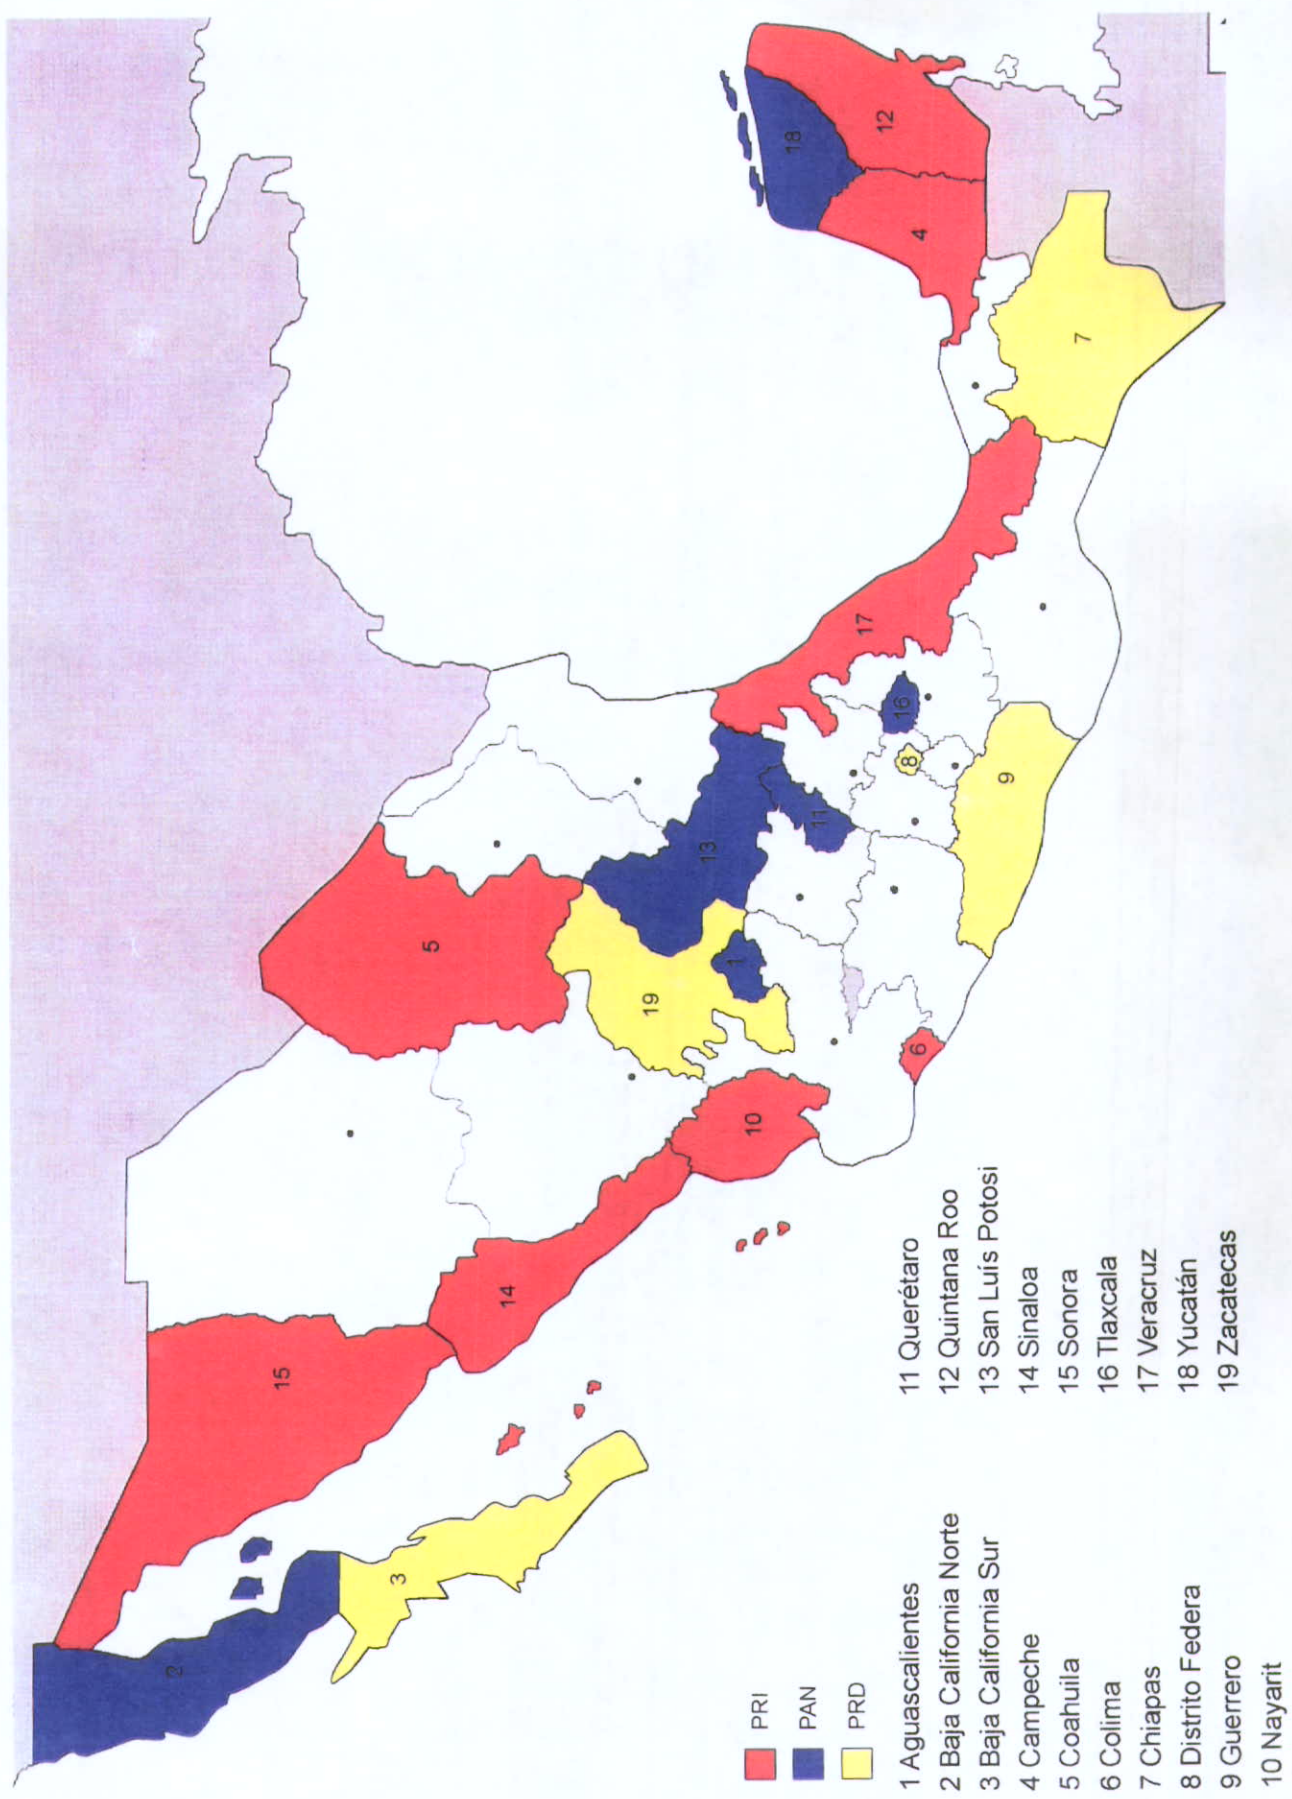 2
15
3
14
5
10
19
6
1
13
11
8
16
9
17
7
4
18
12
PRI
PAN
PRD
1 Aguascalientes
2 Baja California Norte
3 Baja California Sur
4 Campeche
5 Coahuila
6 Colima
7 Chiapas
8 Distrito Federa
9 Guerrero
10 Nayarit
11 Querétaro
12 Quintana Roo
13 San Luís Potosi
14 Sinaloa
15 Sonora
16 Tlaxcala
17 Veracruz
18 Yucatán
19 Zacatecas